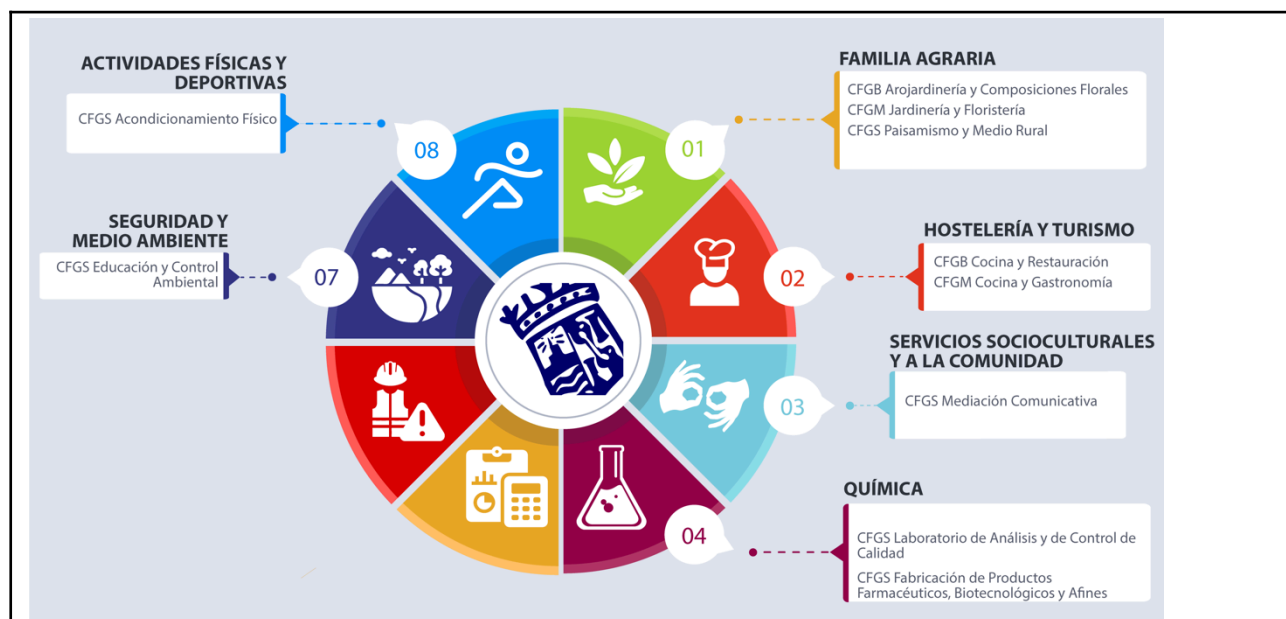 ACTIVIDADES FÍSICAS Y
DEPORTIVAS
CFGS Acondicionamiento Físico
08
FAMILIA AGRARIA
CFGB Arojardinería y Composiciones Florales
CFGM Jardinería y Floristería
CFGS Paisamismo y Medio Rural
01
SEGURIDAD Y
MEDIO AMBIENTE
CFGS Educación y Control
Ambiental
07
HOSTELERÍA Y TURISMO
CFGB Cocina y Restauración
CFGM Cocina y Gastronomía
02
SERVICIOS SOCIOCULTURALES
Y A LA COMUNIDAD
CFGS Mediación Comunicativa
03
QUÍMICA
CFGS Laboratorio de Análisis y de Control de
Calidad
CFGS Fabricación de Productos
Farmacéuticos, Biotecnológicos y Afines
04